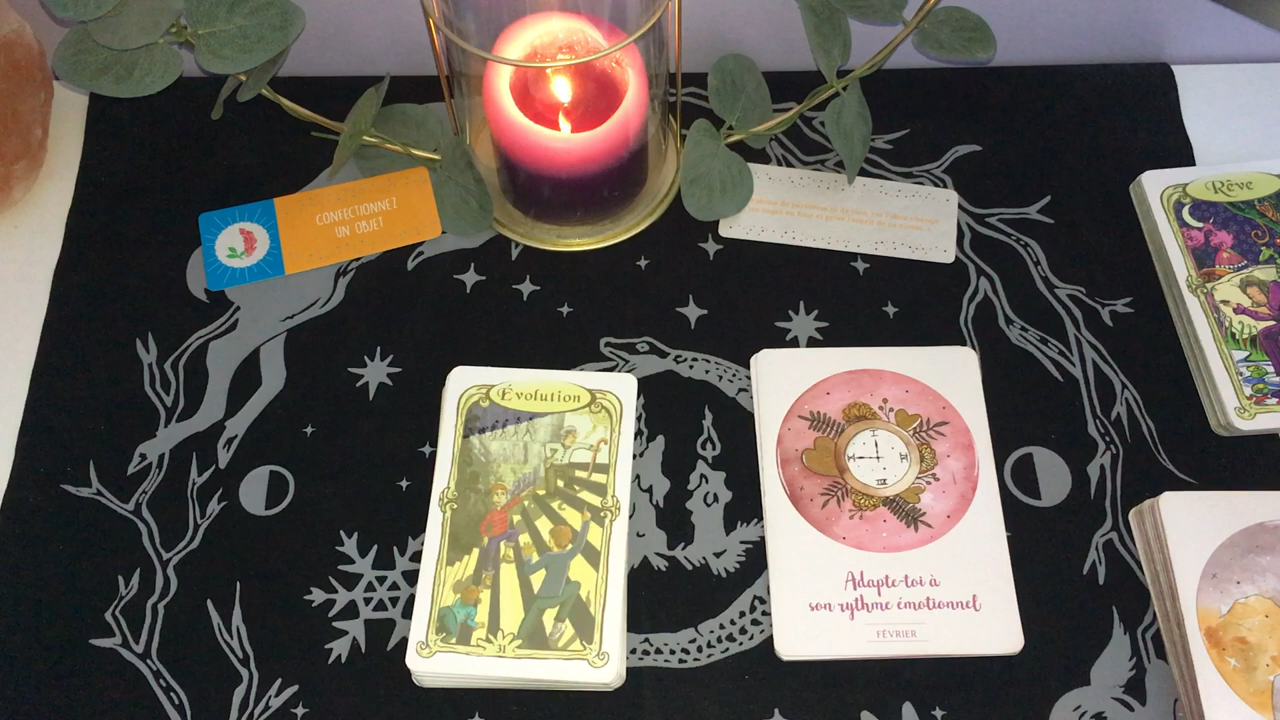 CONFECTIONNEZ
UN OBJET
Rêve
Évolution
31
Adapte-toi à
son rythme émotionnel
FÉVRIER